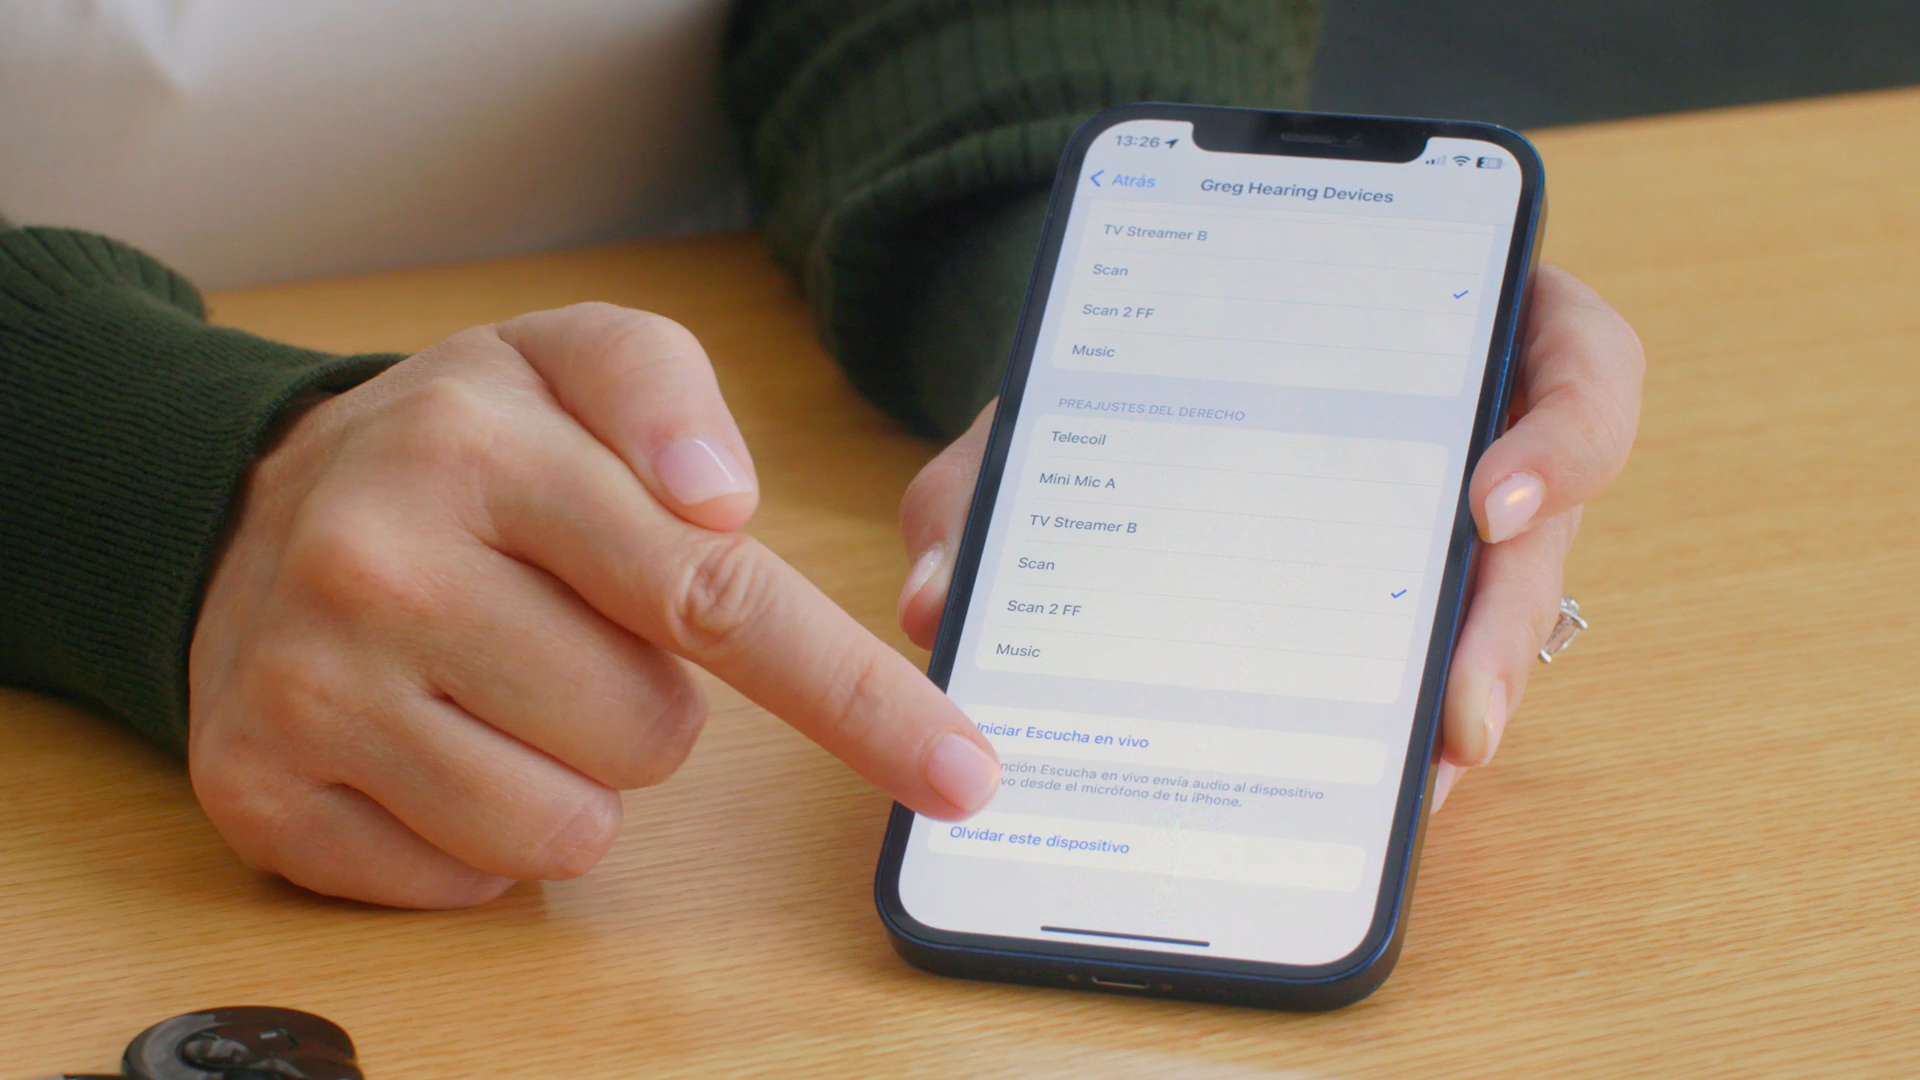 13:26
28
Atrás
Greg Hearing Devices
TV Streamer B
Scan
Scan 2 FF
Music
PREAJUSTES DEL DERECHO
Telecoil
Mini Mic A
TV Streamer B
Scan
Scan 2 FF
Music
Iniciar Escucha en vivo
Escucha en vivo envía audio al dispositivo
desde el micrófono de tu iPhone.
Olvidar este dispositivo